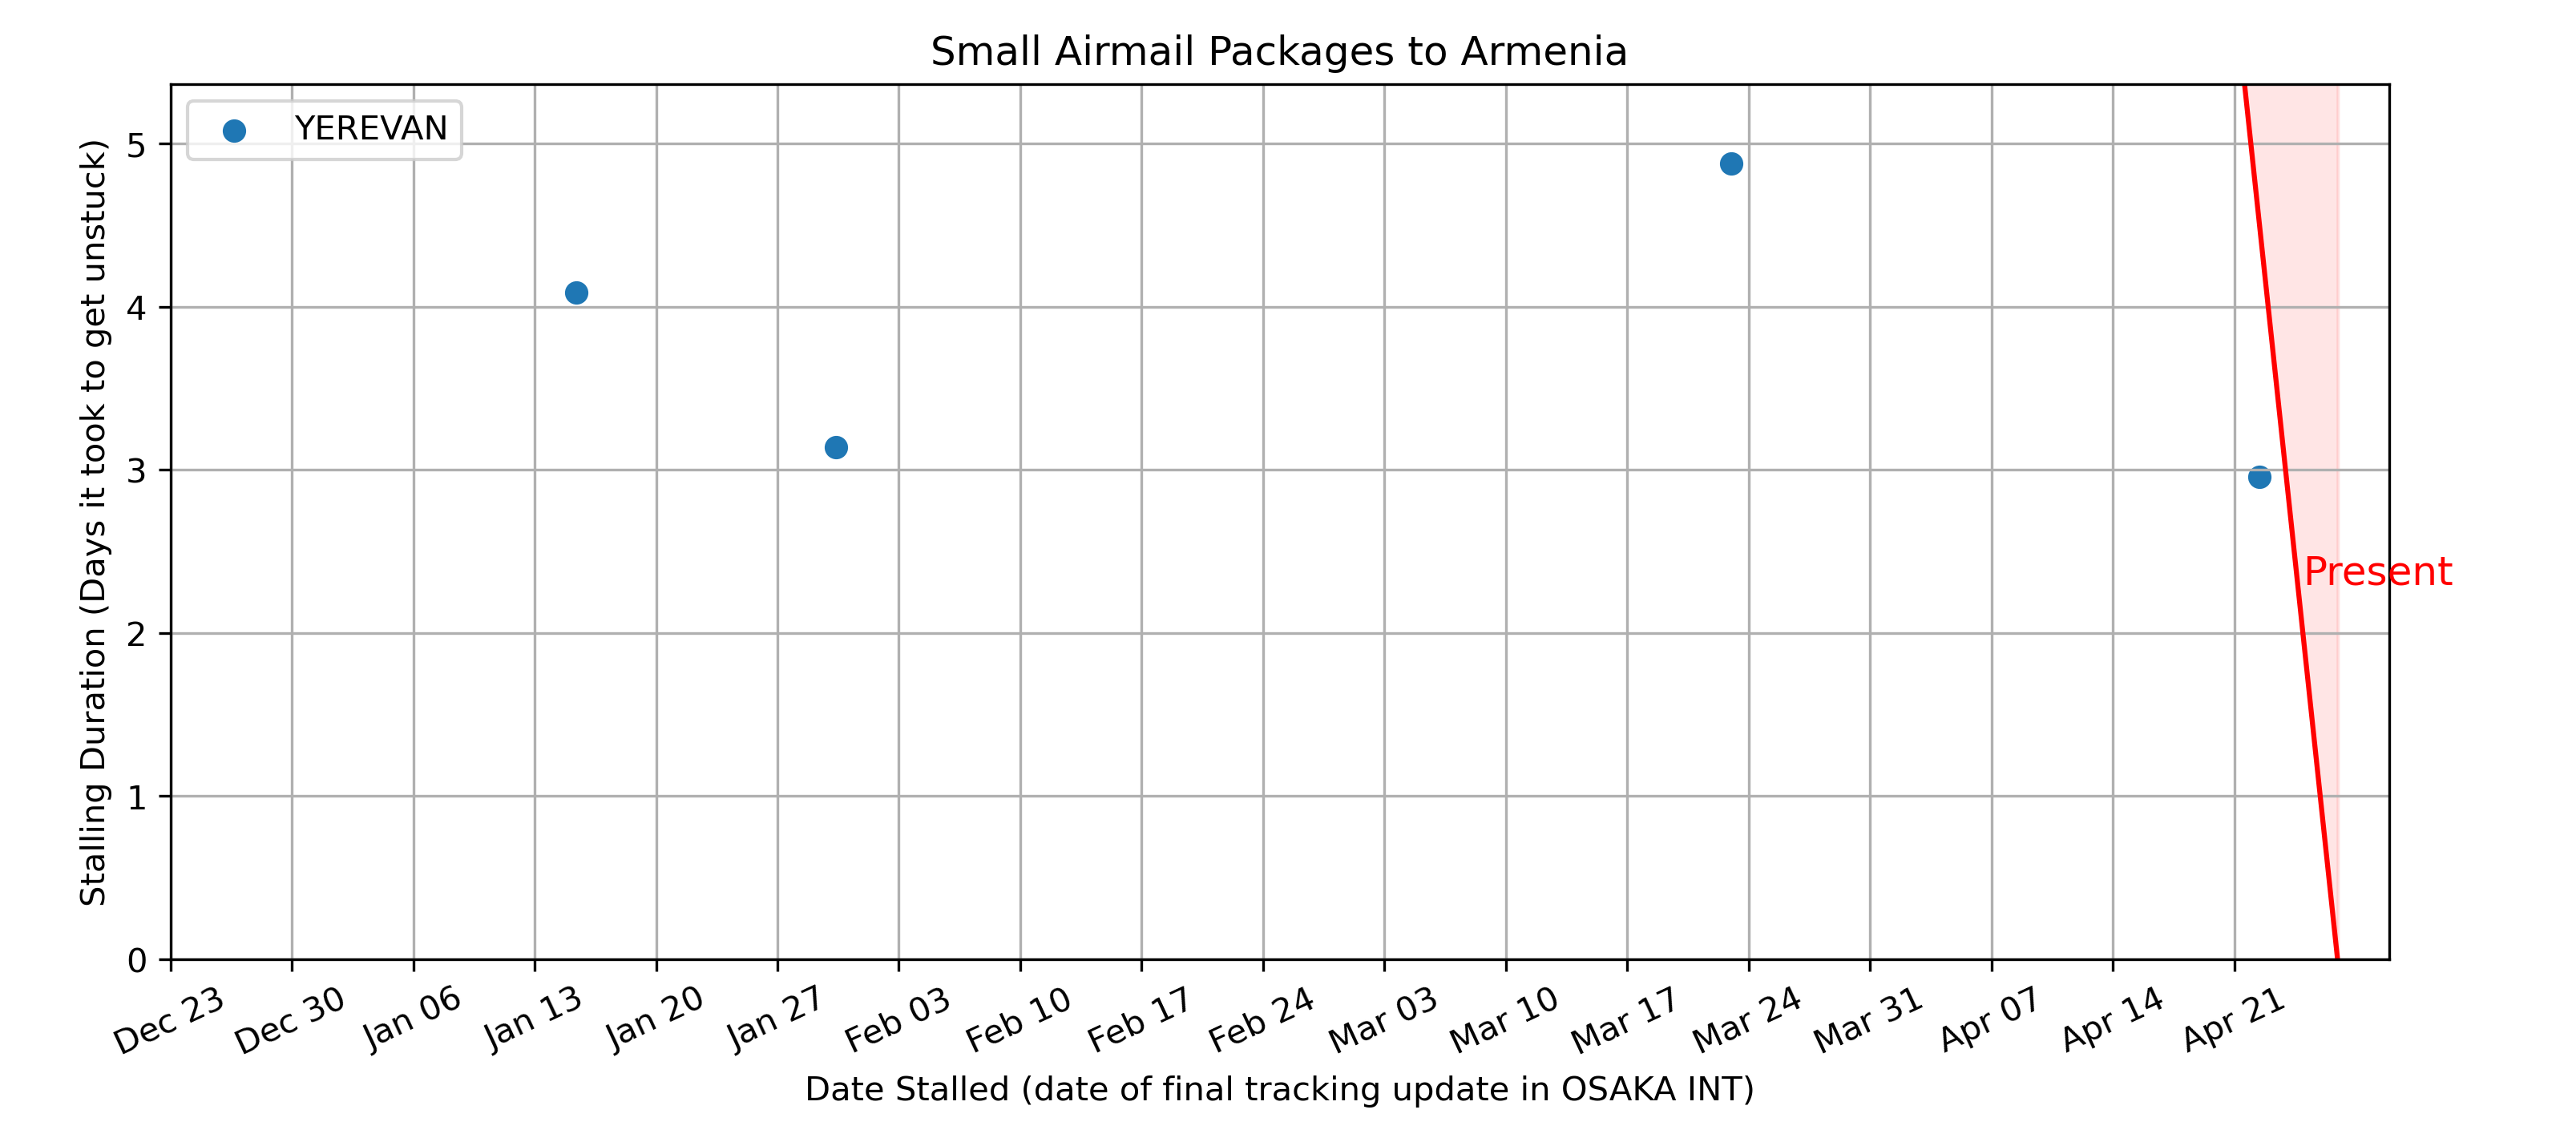 Small Airmail Packages to Armenia
YEREVAN
Stalling Duration (Days it took to get unstuck)
5
4
3
2
1
0
Present
Dec 23
Dec 30
Jan 06
Jan 13
Jan 20
Jan 27
Feb 03
Feb 10
Feb 17
Feb 24
Mar 03
Mar 10
Mar 17
Mar 24
Mar 31
Apr 07
Apr 14
Apr 21
Date Stalled (date of final tracking update in OSAKA INT)